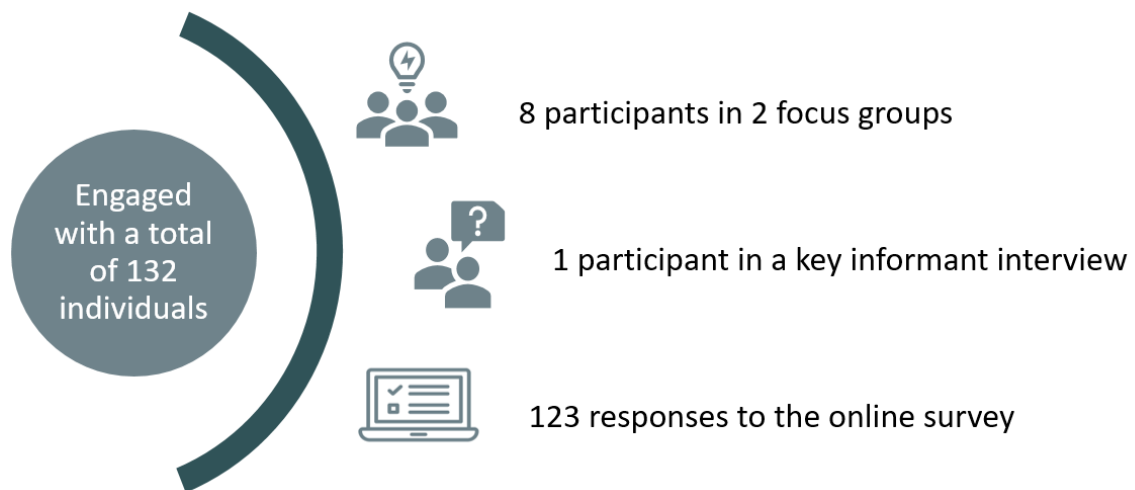 Engaged
with a total
of 132
individuals
8 participants in 2 focus groups
?
1 participant in a key informant interview
123 responses to the online survey